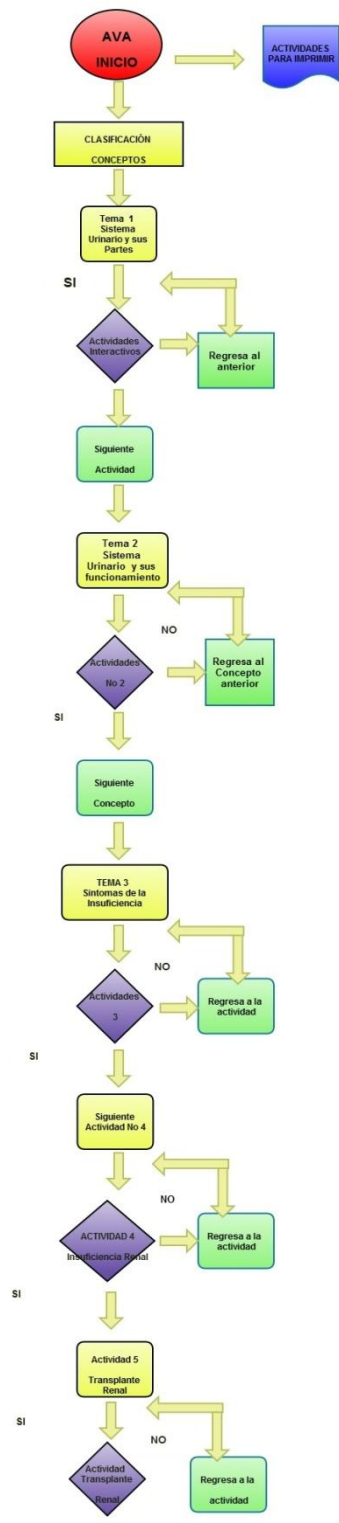 AVA
INICIO
ACTIVIDADES
PARA IMPRIMIR
CLASIFICACIÓN
CONCEPTOS
Tema 1
Sistema
Urinario y sus
Partes
SI
Actividades
Interactivos
Regresa al
anterior
Siguiente
Actividad
Tema 2
Sistema
Urinario y sus
funcionamiento
NO
Actividades
No 2
Regresa al
Concepto
anterior
SI
Siguiente
Concepto
TEMA 3
Sintomas de la
Insuficiencia
NO
Actividades
3
Regresa a la
actividad
SI
Siguiente
Actividad No 4
NO
ACTIVIDAD 4
Insuficiencia Renal
Regresa a la
actividad
SI
Actividad 5
Transplante
Renal
SI
NO
Actividad
Transplante
Renal
Regresa a la
actividad